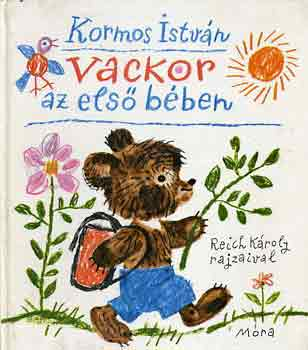 Kormos István
Vackor
az első bében
Reich Károly
rajzaival
Móra